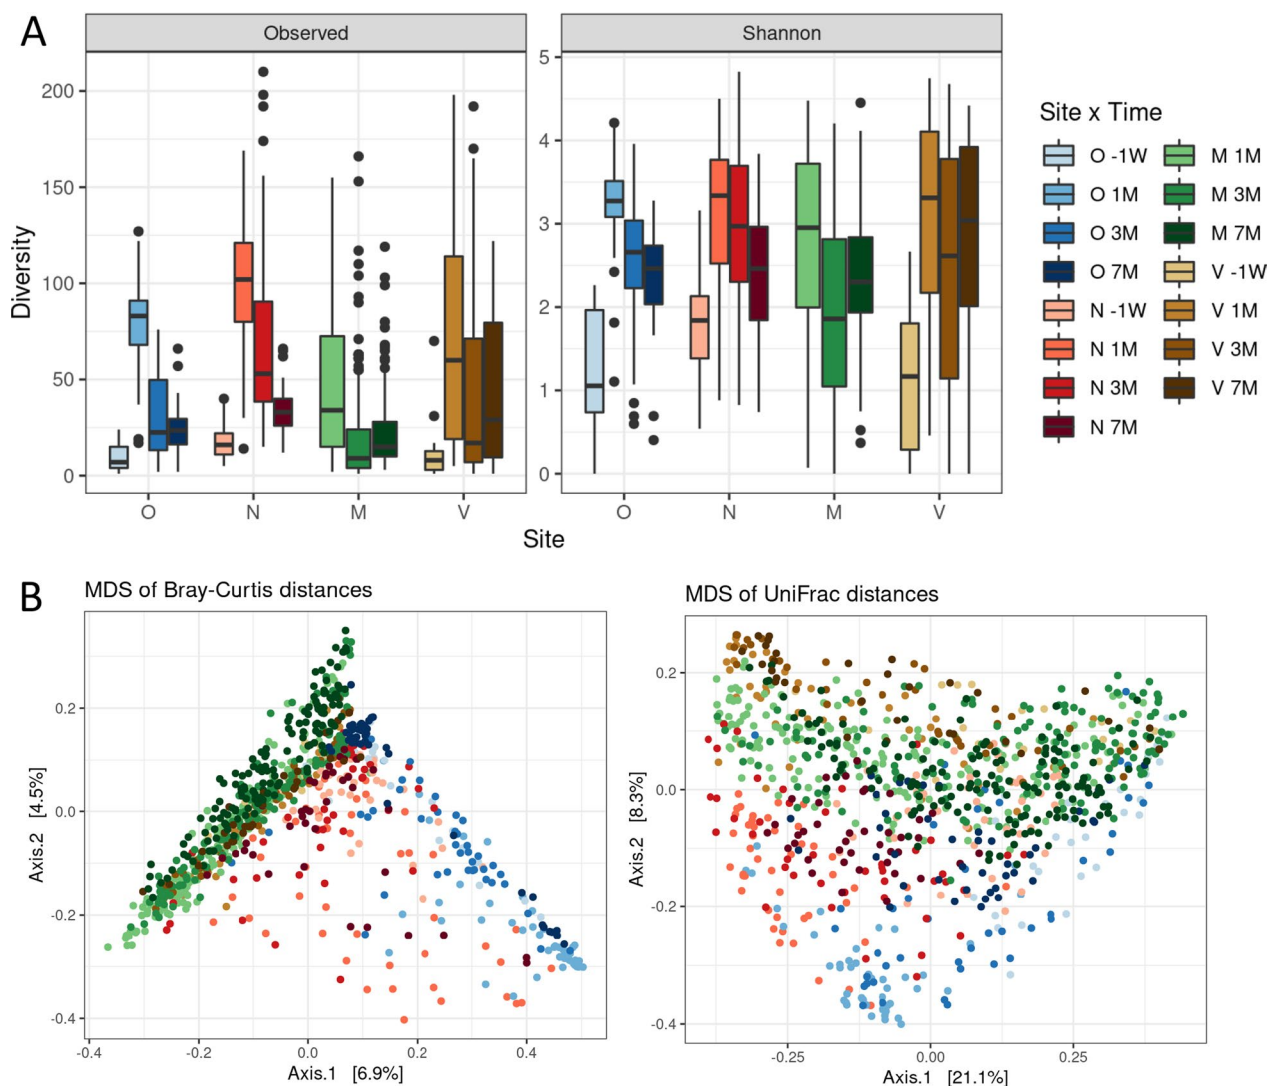 A
Observed
Shannon
Diversity
200
150
100
50
0
5
4
3
2
1
0
O N M V
O N M V
Site
Site x Time
O -1W
O 1M
O 3M
O 7M
N -1W
N 1M
N 3M
N 7M
M 1M
M 3M
M 7M
V -1W
V 1M
V 3M
V 7M
B
MDS of Bray-Curtis distances
Axis.2 [4.5%]
0.2
0.0
-0.2
-0.4
-0.4 -0.2 0.0 0.2 0.4
Axis.1 [6.9%]
MDS of UniFrac distances
Axis.2 [8.3%]
0.2
0.0
-0.2
-0.4
-0.25 0.00 0.25
Axis.1 [21.1%]